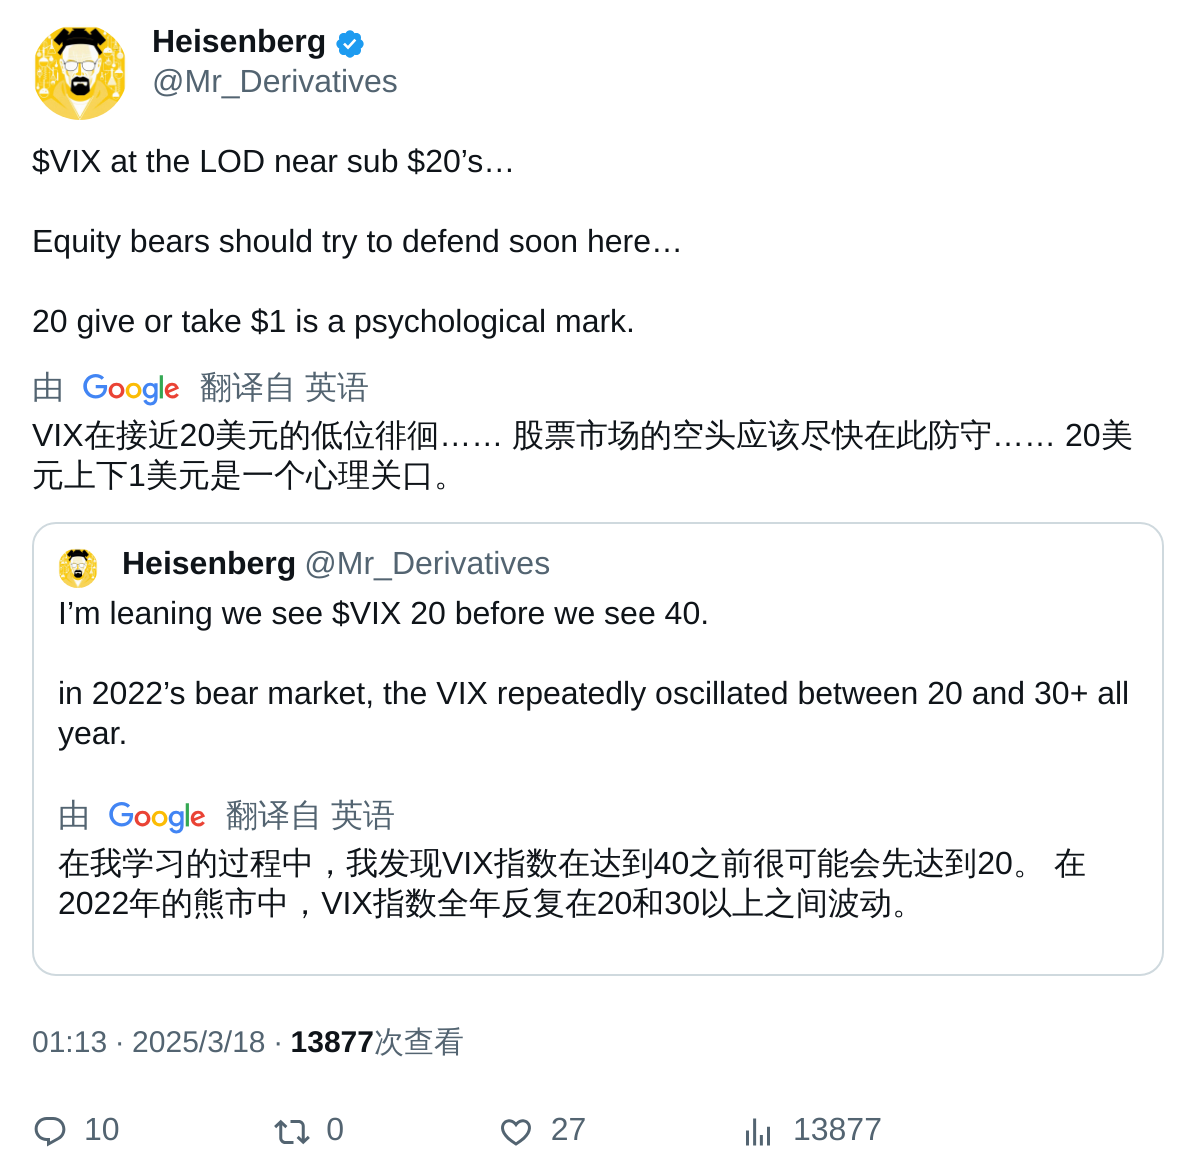 Heisenberg
@Mr_Derivatives
$VIX at the LOD near sub $20’s…
Equity bears should try to defend soon here…
20 give or take $1 is a psychological mark.
由 Google 翻译自 英语
VIX在接近20美元的低位徘徊…… 股票市场的空头应该尽快在此防守…… 20美
元上下1美元是一个心理关口。
Heisenberg @Mr_Derivatives
I’m leaning we see $VIX 20 before we see 40.
in 2022’s bear market, the VIX repeatedly oscillated between 20 and 30+ all
year.
由 Google 翻译自 英语
在我学习的过程中，我发现VIX指数在达到40之前很可能会先达到20。 在
2022年的熊市中，VIX指数全年反复在20和30以上之间波动。
01:13 · 2025/3/18 · 13877次查看
10 0 27 13877